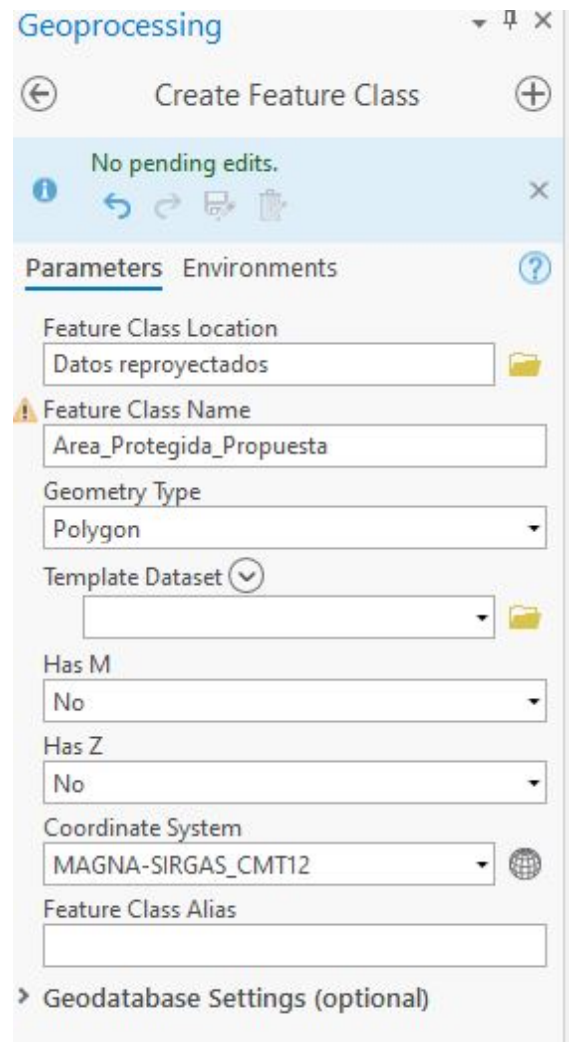 Geoprocessing
Create Feature Class
No pending edits.
Parameters Environments
Feature Class Location
Datos reproyectados
Feature Class Name
Area_Protegida_Propuesta
Geometry Type
Polygon
Template Dataset
Has M
No
Has Z
No
Coordinate System
MAGNA-SIRGAS_CMT12
Feature Class Alias
Geodatabase Settings (optional)